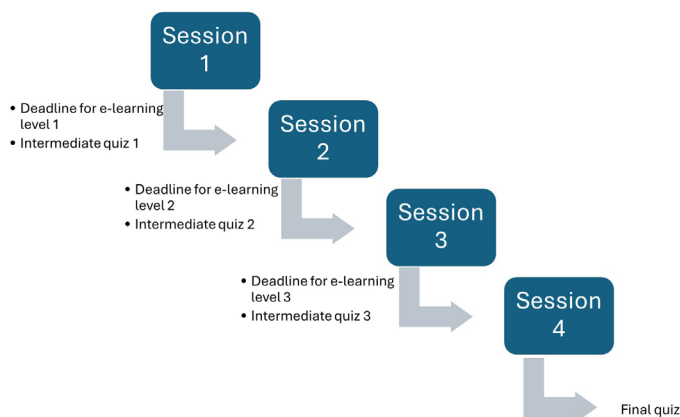 Session
1
• Deadline for e-learning
level 1
• Intermediate quiz 1
Session
2
• Deadline for e-learning
level 2
• Intermediate quiz 2
Session
3
• Deadline for e-learning
level 3
• Intermediate quiz 3
Session
4
Final quiz